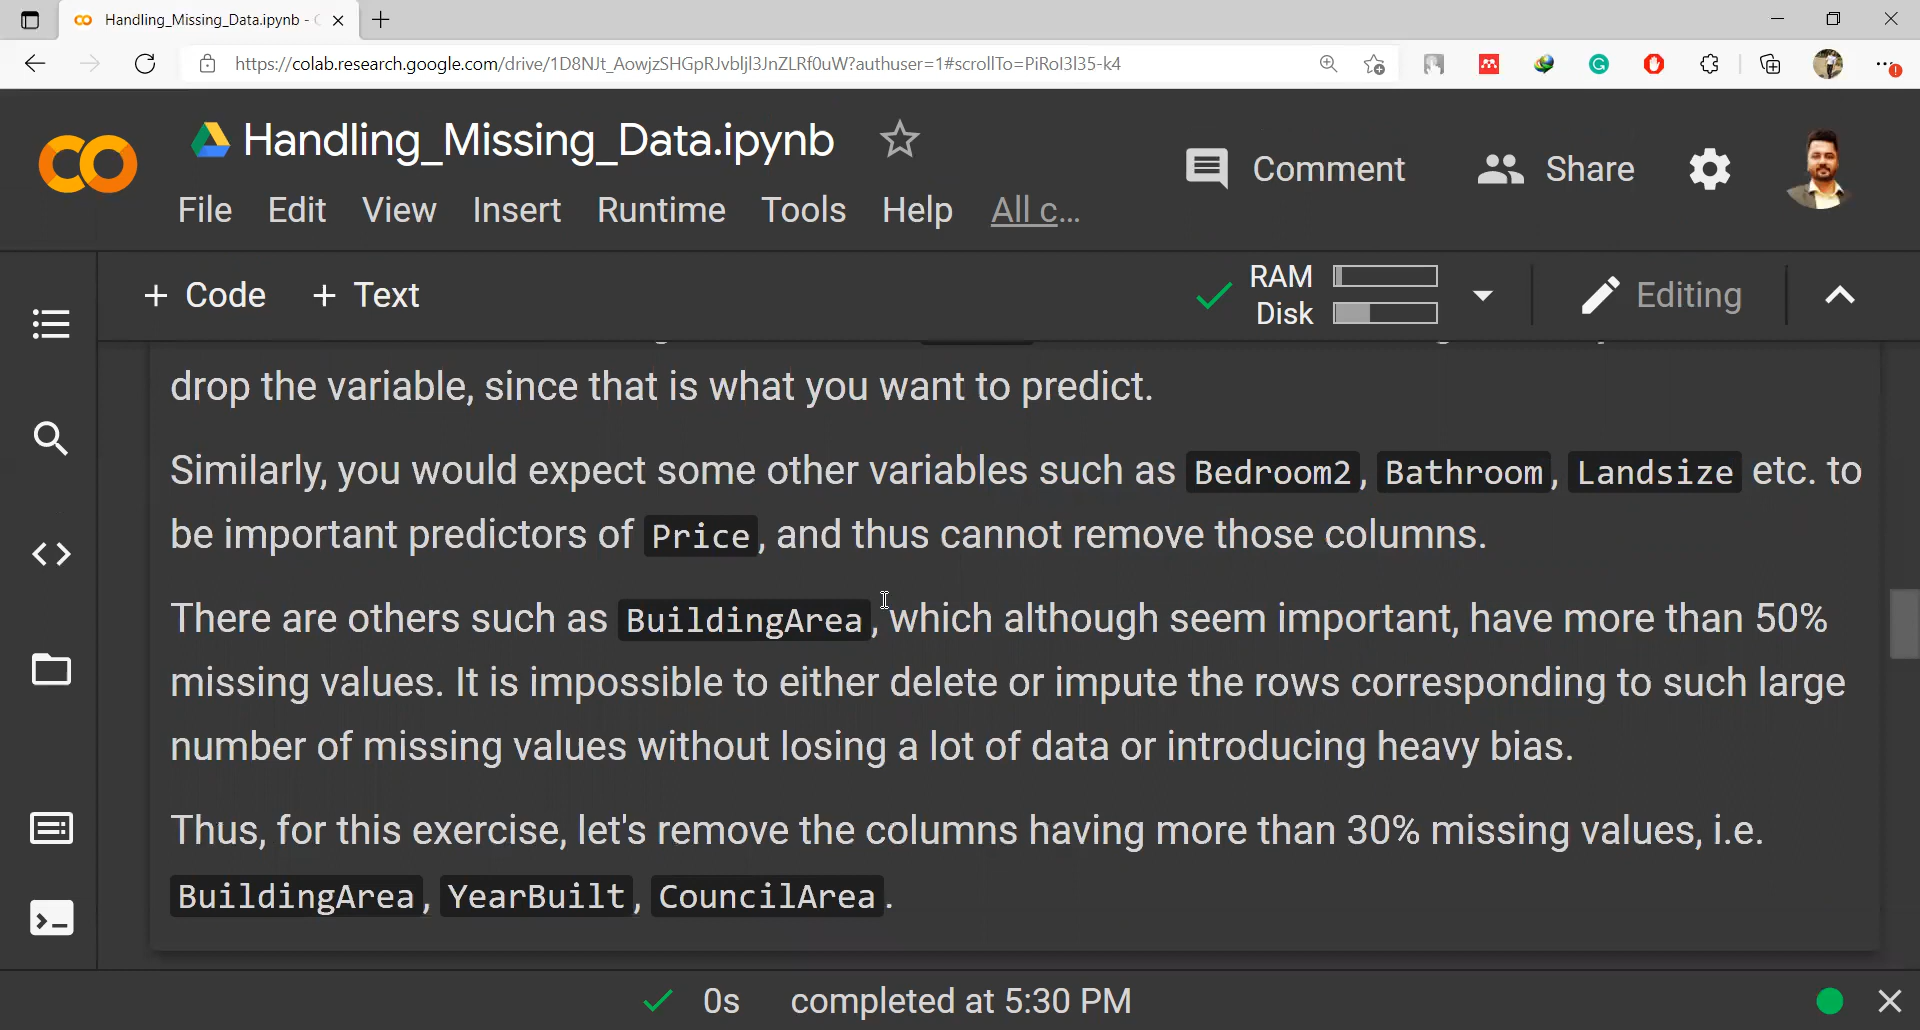 Handling_Missing_Data.ipynb - C
https://colab.research.google.com/drive/1D8NJt_AowjzSHGpRJvbljl3JnZLRf0uW?authuser=1#scrollTo=PiRoI3l35-k4
Handling_Missing_Data.ipynb
Comment
Share
File Edit View Insert Runtime Tools Help All c…
+ Code + Text
RAM
Disk
Editing
drop the variable, since that is what you want to predict.
Similarly, you would expect some other variables such as Bedroom2, Bathroom, Landsize etc. to
be important predictors of Price, and thus cannot remove those columns.
There are others such as BuildingArea, which although seem important, have more than 50%
missing values. It is impossible to either delete or impute the rows corresponding to such large
number of missing values without losing a lot of data or introducing heavy bias.
Thus, for this exercise, let's remove the columns having more than 30% missing values, i.e.
BuildingArea, YearBuilt, CouncilArea.
0s completed at 5:30 PM